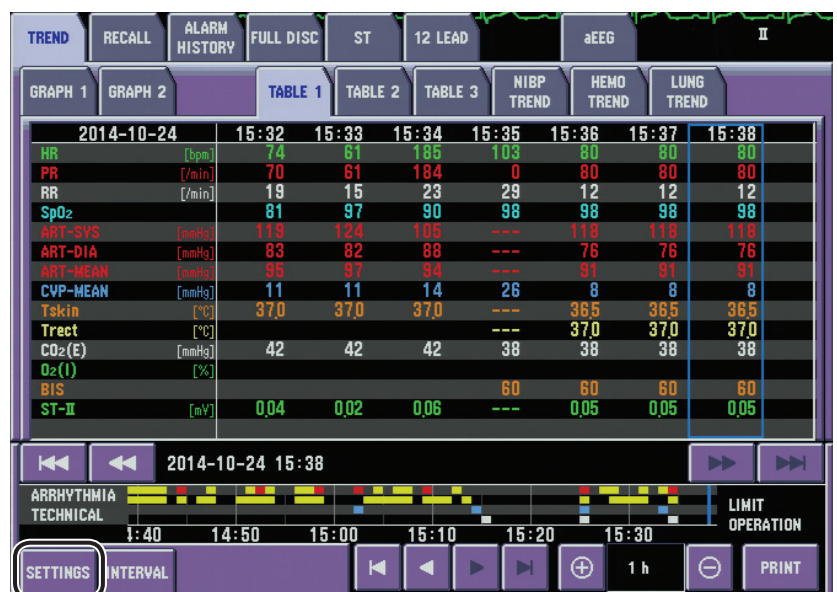 TREND RECALL ALARM HISTORY FULL DISC ST 12 LEAD aEEG II
GRAPH 1 GRAPH 2 TABLE 1 TABLE 2 TABLE 3 NIBP TREND HEMO TREND LUNG TREND
2014-10-24 15:32 15:33 15:34 15:35 15:36 15:37 15:38
HR [bpm] 74 61 185 103 80 80 80
PR [/min] 70 61 184 0 80 80 80
RR [/min] 19 15 23 29 12 12 12
SpO2 81 97 90 98 98 98 98
ART-SYS [mmHg] 119 124 105 --- 118 118 118
ART-DIA [mmHg] 83 82 88 --- 76 76 76
ART-MEAN [mmHg] 95 97 94 --- 91 91 91
CVP-MEAN [mmHg] 11 11 14 26 8 8 8
Tskin [°C] 37.0 37.0 37.0 --- 36.5 36.5 36.5
Trect [°C] --- 37.0 37.0 37.0
CO2(E) [mmHg] 42 42 42 38 38 38 38
O2(I) [%]
BIS 60 60 60 60
ST-II [mV] 0.04 0.02 0.06 --- 0.05 0.05 0.05
2014-10-24 15:38
ARRHYTHMIA
TECHNICAL
LIMIT
OPERATION
14:50 15:00 15:10 15:20 15:30
SETTINGS INTERVAL 1 h PRINT